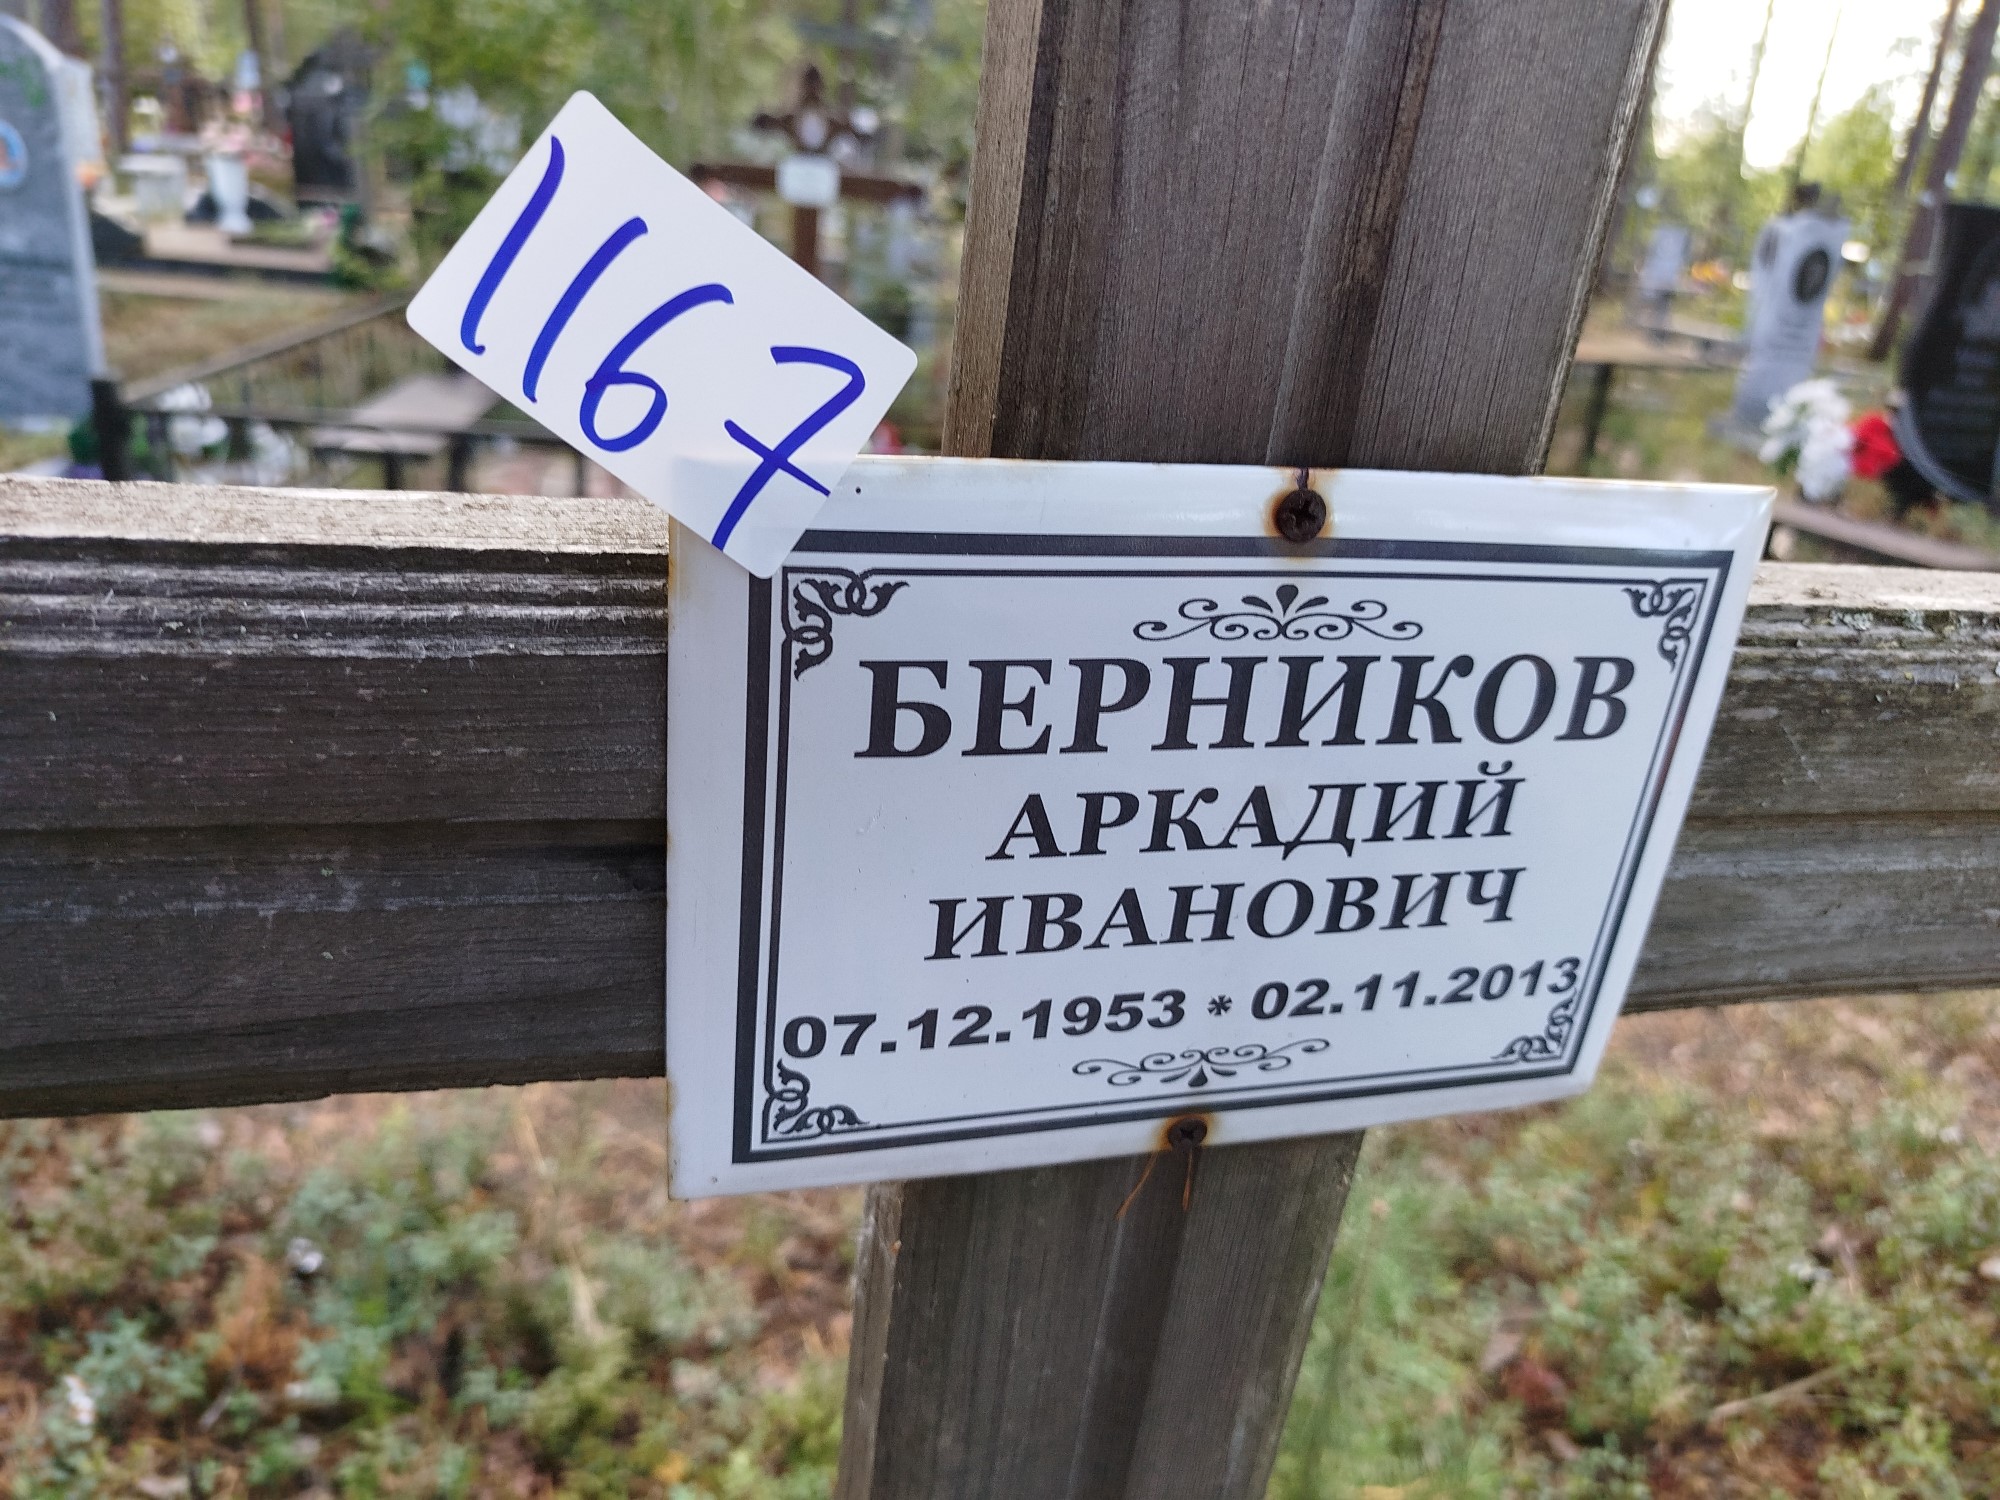 1167
БЕРНИКОВ
АРКАДИЙ
ИВАНОВИЧ
07.12.1953 * 02.11.2013